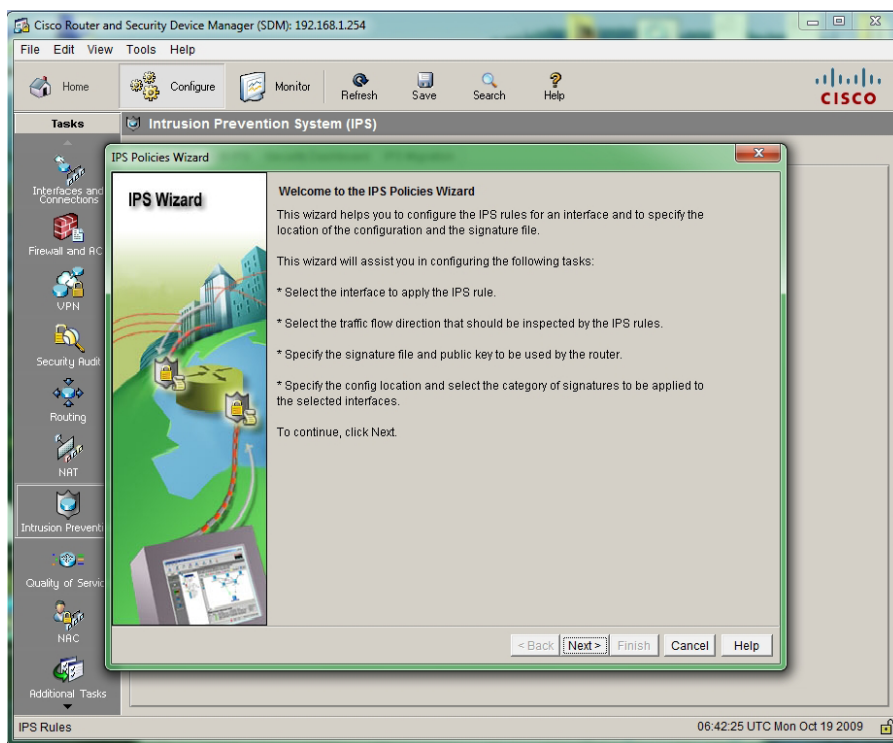 Cisco Router and Security Device Manager (SDM): 192.168.1.254
File Edit View Tools Help
Home Configure Monitor Refresh Save Search Help
CISCO
Tasks Intrusion Prevention System (IPS)
IPS Policies Wizard
Interfaces and
Connections
Firewall and AC
VPN
Security Audit
Routing
NAT
Intrusion Preventi
Quality of Servic
NAC
Additional Tasks
IPS Wizard
Welcome to the IPS Policies Wizard
This wizard helps you to configure the IPS rules for an interface and to specify the
location of the configuration and the signature file.
This wizard will assist you in configuring the following tasks:
* Select the interface to apply the IPS rule.
* Select the traffic flow direction that should be inspected by the IPS rules.
* Specify the signature file and public key to be used by the router.
* Specify the config location and select the category of signatures to be applied to
the selected interfaces.
To continue, click Next.
< Back Next > Finish Cancel Help
IPS Rules 06:42:25 UTC Mon Oct 19 2009